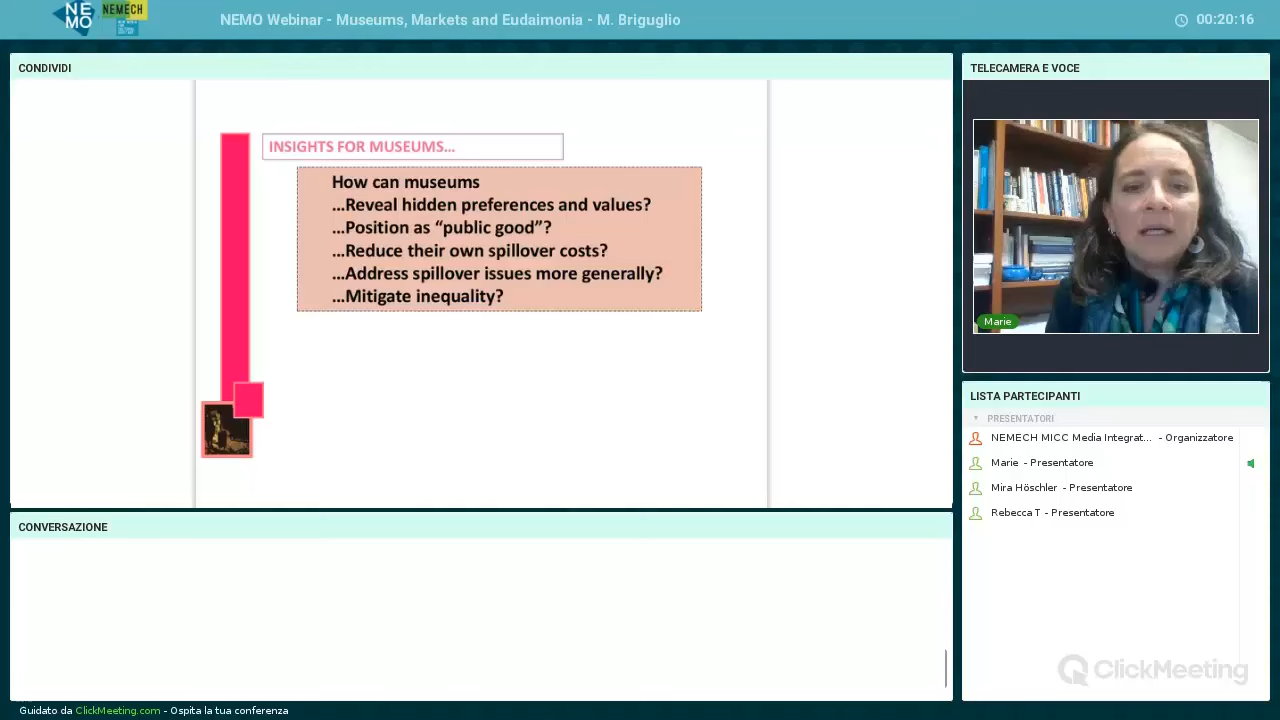 NE
MO
NEMECH
NEMO Webinar - Museums, Markets and Eudaimonia - M. Briguglio
00:20:16
CONDIVIDI
INSIGHTS FOR MUSEUMS...
How can museums
...Reveal hidden preferences and values?
...Position as “public good”?
...Reduce their own spillover costs?
...Address spillover issues more generally?
...Mitigate inequality?
TELECAMERA E VOCE
Marie
LISTA PARTECIPANTI
PRESENTATORI
NEMECH MICC Media Integrat... - Organizzatore
Marie - Presentatore
Mira Höschler - Presentatore
Rebecca T - Presentatore
CONVERSAZIONE
ClickMeeting
Guidato da ClickMeeting.com - Ospita la tua conferenza